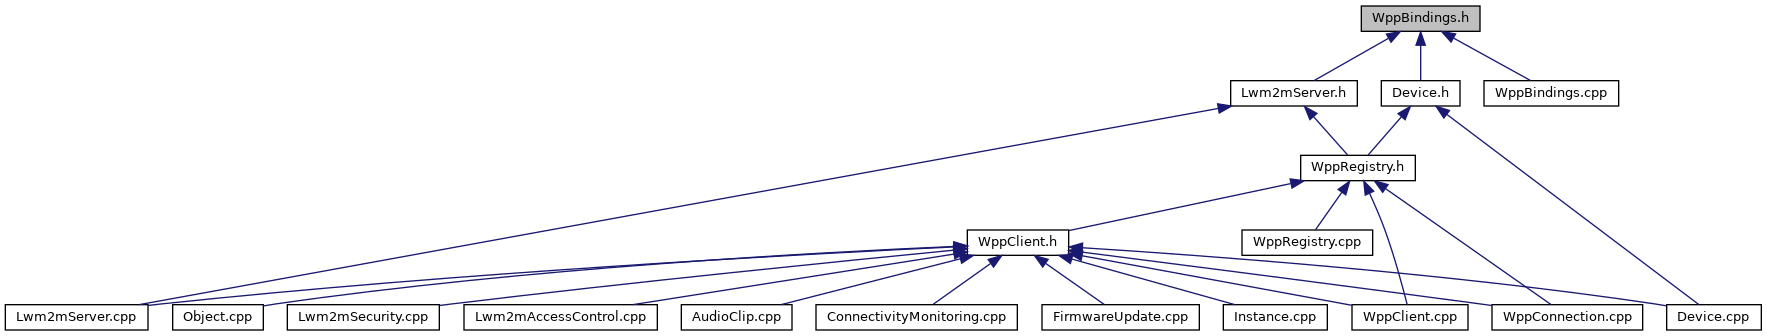 WppBindings.h
Lwm2mServer.h
Device.h
WppBindings.cpp
WppRegistry.h
WppClient.h
WppRegistry.cpp
Lwm2mServer.cpp
Object.cpp
Lwm2mSecurity.cpp
Lwm2mAccessControl.cpp
AudioClip.cpp
ConnectivityMonitoring.cpp
FirmwareUpdate.cpp
Instance.cpp
WppClient.cpp
WppConnection.cpp
Device.cpp